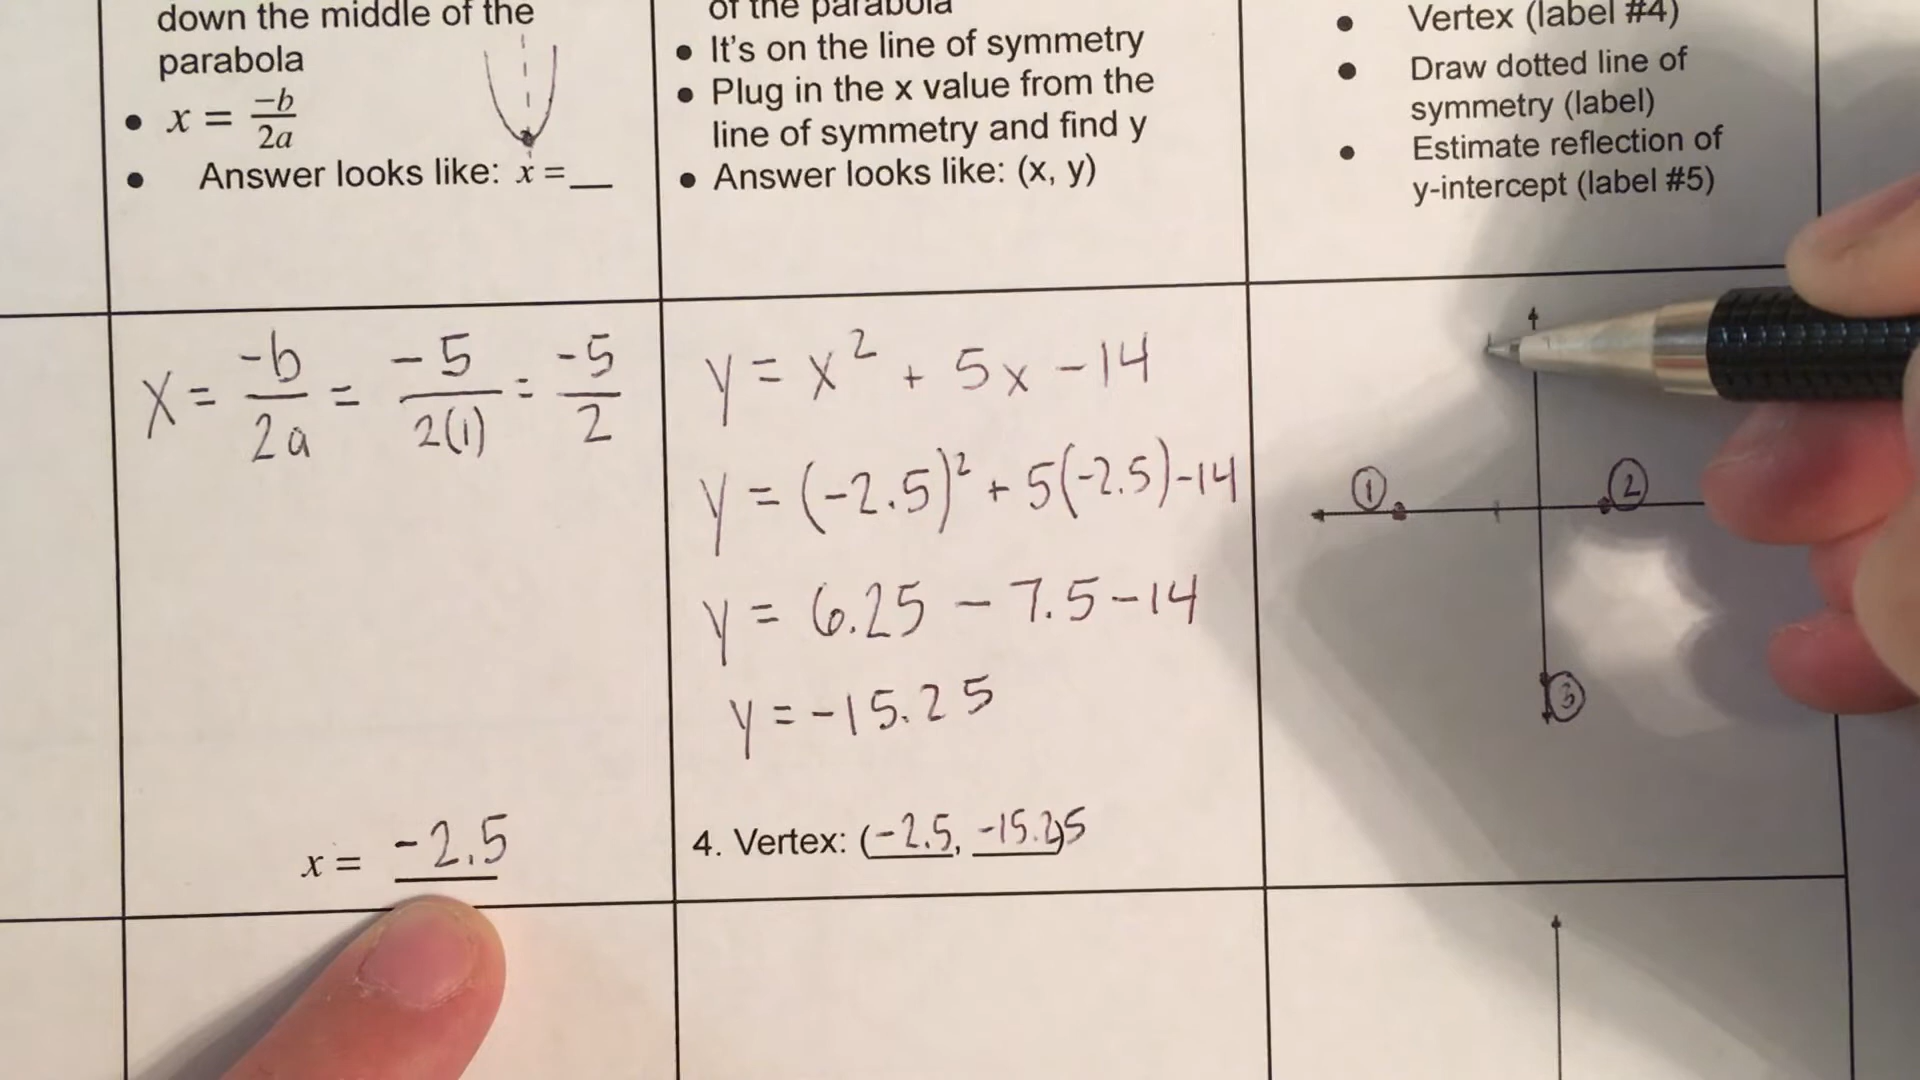 down the middle of the
parabola
x = -b/2a
Answer looks like: x = __
of the parabola
It's on the line of symmetry
Plug in the x value from the
line of symmetry and find y
Answer looks like: (x, y)
Vertex (label #4)
Draw dotted line of
symmetry (label)
Estimate reflection of
y-intercept (label #5)
X = -b/2a = -5/2(1) = -5/2
x = -2.5
y = x² + 5x - 14
y = (-2.5)² + 5(-2.5) - 14
y = 6.25 - 7.5 - 14
y = -15.25
4. Vertex: (-2.5, -15.25)
1
2
3